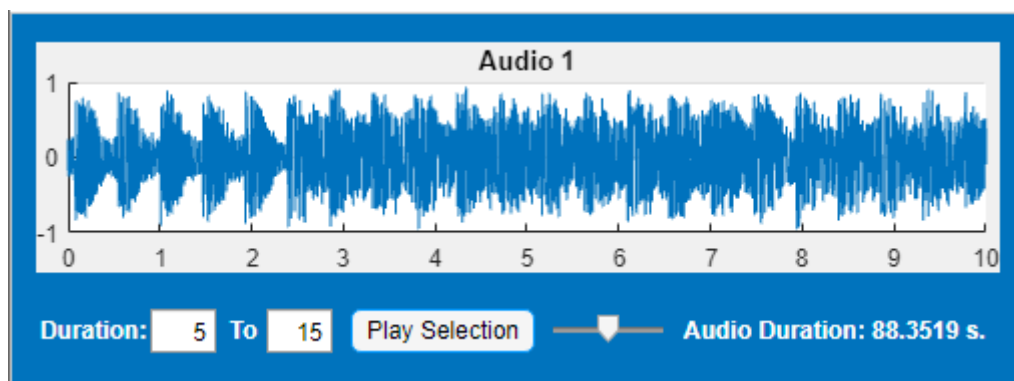 Audio 1
1
0
-1
0 1 2 3 4 5 6 7 8 9 10
Duration: 5 To 15 Play Selection Audio Duration: 88.3519 s.